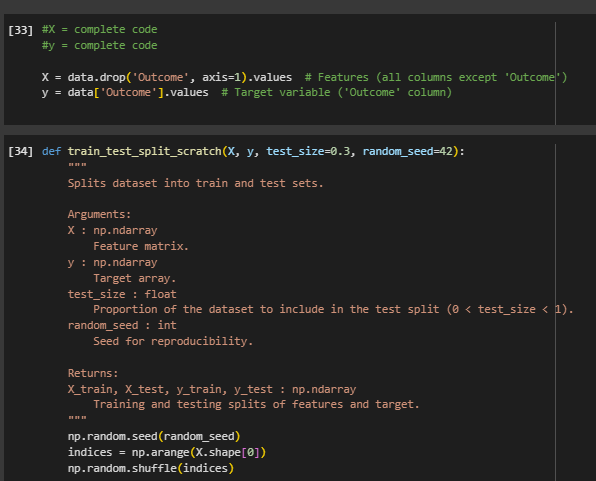 [33] #X = complete code
#y = complete code
X = data.drop('Outcome', axis=1).values  # Features (all columns except 'Outcome')
y = data['Outcome'].values  # Target variable ('Outcome' column)
[34] def train_test_split_scratch(X, y, test_size=0.3, random_seed=42):
"""
Splits dataset into train and test sets.
Arguments:
X : np.ndarray
Feature matrix.
y : np.ndarray
Target array.
test_size : float
Proportion of the dataset to include in the test split (0 < test_size < 1).
random_seed : int
Seed for reproducibility.
Returns:
X_train, X_test, y_train, y_test : np.ndarray
Training and testing splits of features and target.
"""
np.random.seed(random_seed)
indices = np.arange(X.shape[0])
np.random.shuffle(indices)